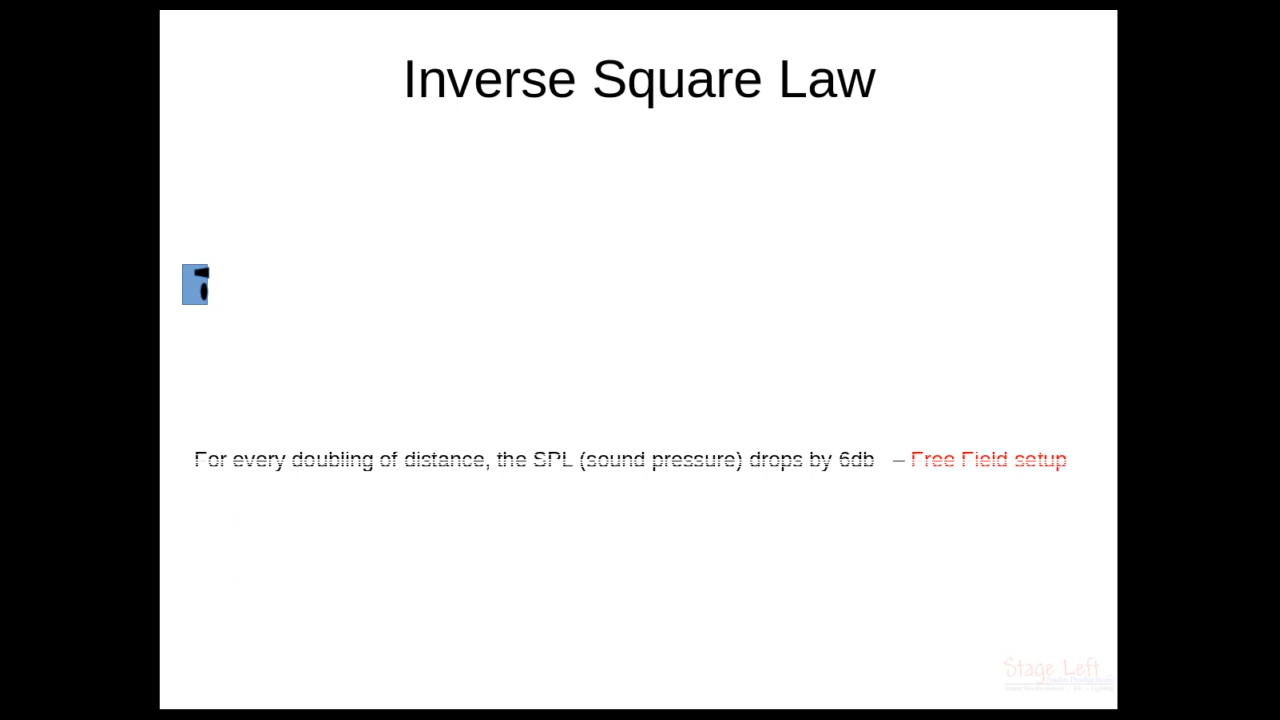 Inverse Square Law
For every doubling of distance, the SPL (sound pressure) drops by 6db – Free Field setup
Stage Left